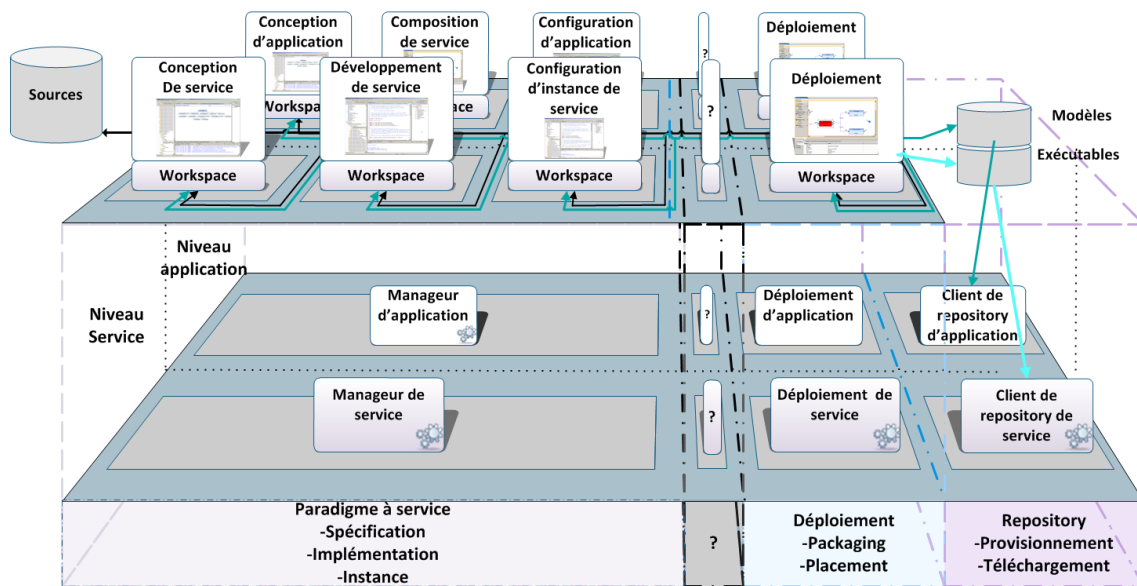 Conception
d'application
Composition
de service
Configuration
d'application
?
Déploiement
Sources
Conception
De service
Développement
de service
Configuration
d'instance de
service
?
Déploiement
Workspace
Workspace
Workspace
Workspace
Workspace
Workspace
Modèles
Exécutables
Niveau
application
Niveau
Service
Manageur
d'application
?
Déploiement
d'application
Client de
repository
d'application
Manageur de
service
?
Déploiement de
service
Client de
repository de
service
Paradigme à service
-Spécification
-Implémentation
-Instance
?
Déploiement
-Packaging
-Placement
Repository
-Provisionnement
-Téléchargement